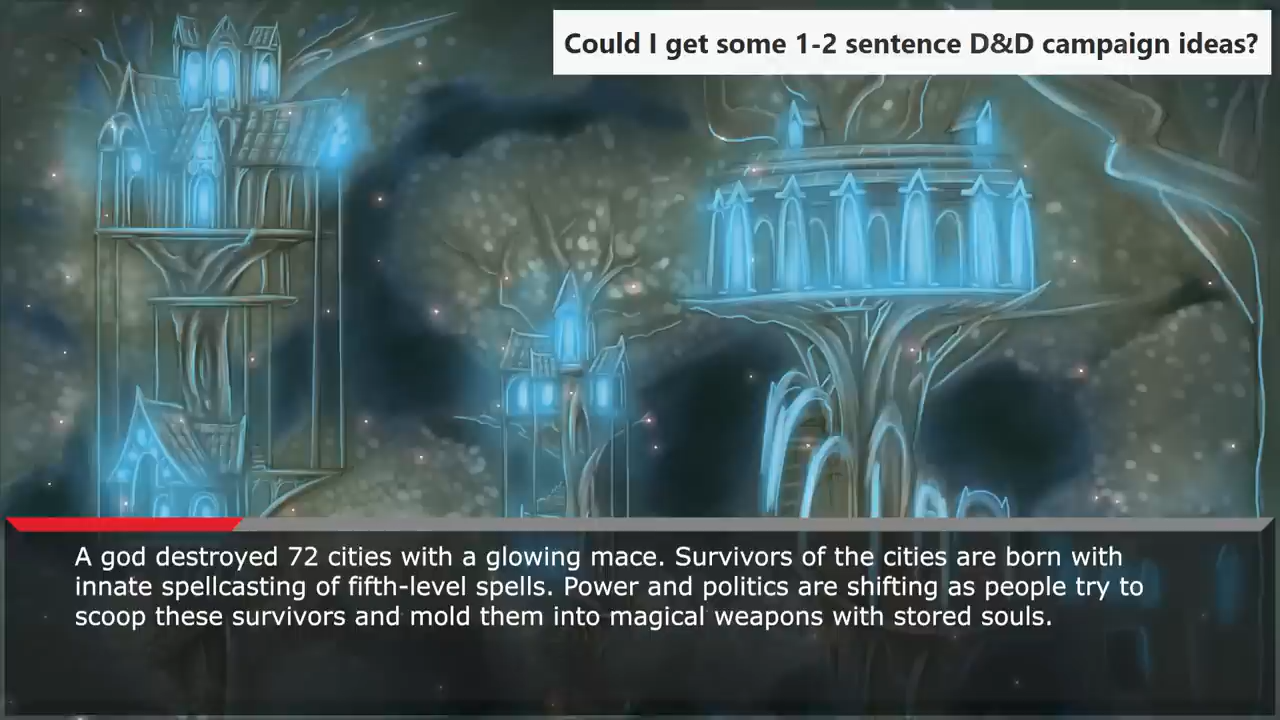 Could I get some 1-2 sentence D&D campaign ideas?
A god destroyed 72 cities with a glowing mace. Survivors of the cities are born with
innate spellcasting of fifth-level spells. Power and politics are shifting as people try to
scoop these survivors and mold them into magical weapons with stored souls.